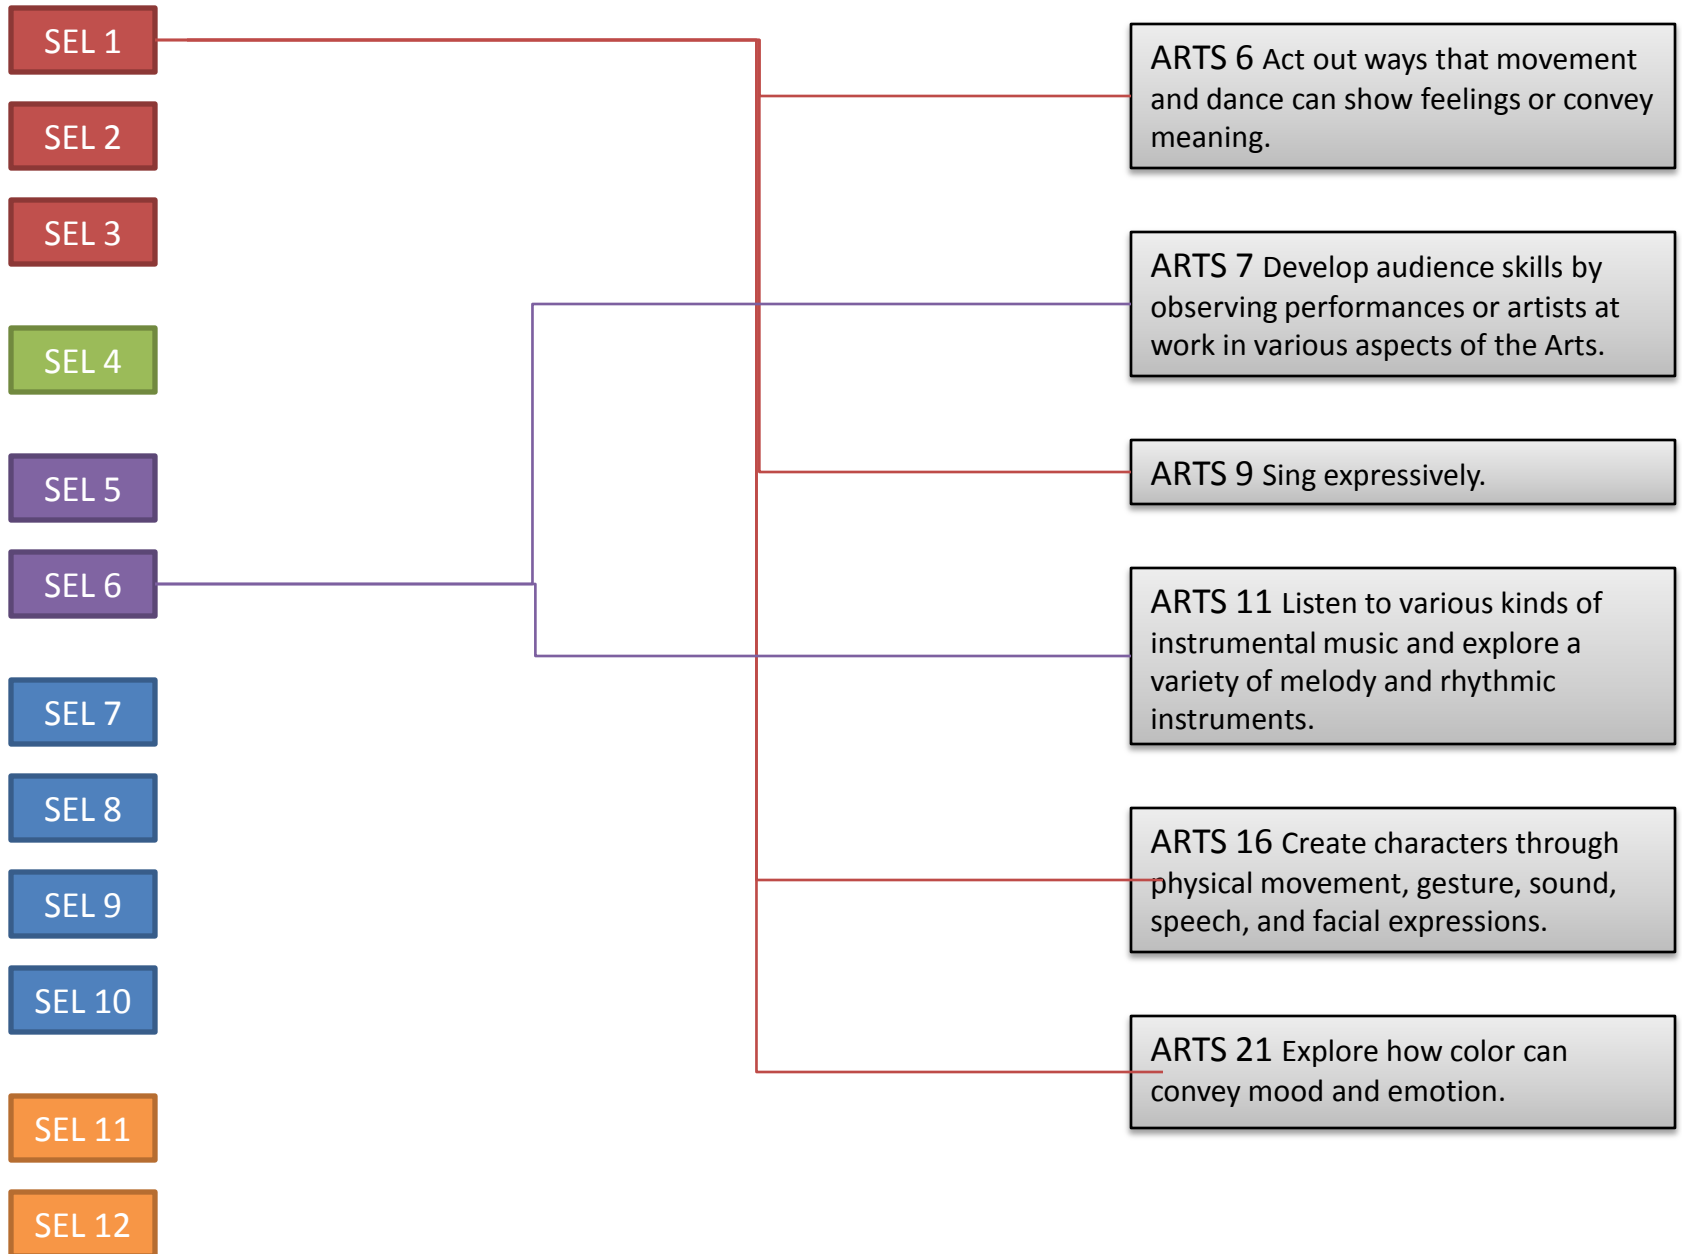 SEL 1
SEL 2
SEL 3
SEL 4
SEL 5
SEL 6
SEL 7
SEL 8
SEL 9
SEL 10
SEL 11
SEL 12
ARTS 6 Act out ways that movement
and dance can show feelings or convey
meaning.
ARTS 7 Develop audience skills by
observing performances or artists at
work in various aspects of the Arts.
ARTS 9 Sing expressively.
ARTS 11 Listen to various kinds of
instrumental music and explore a
variety of melody and rhythmic
instruments.
ARTS 16 Create characters through
physical movement, gesture, sound,
speech, and facial expressions.
ARTS 21 Explore how color can
convey mood and emotion.